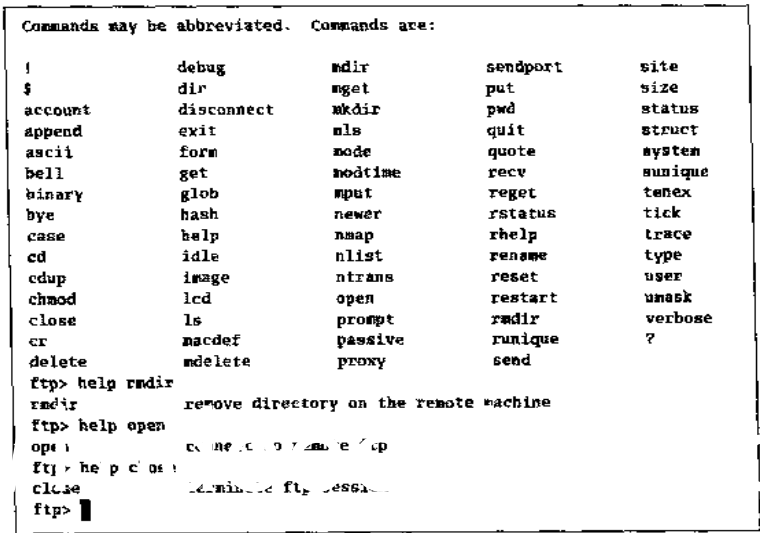 Commands may be abbreviated. Commands are:
! debug mdir sendport site
$ dir mget put size
account disconnect mkdir pwd status
append exit mls quit struct
ascii form mode quote system
bell get modtime recv sunique
binary glob mput reget tenex
bye hash newer rstatus tick
case help nmap rhelp trace
cd idle nlist rename type
cdup image ntrans reset user
chmod lcd open restart umask
close ls prompt rmdir verbose
cr macdef passive runique ?
delete mdelete proxy send
ftp> help rmdir
rmdir remove directory on the remote machine
ftp> help open
open
help
close
ftp>